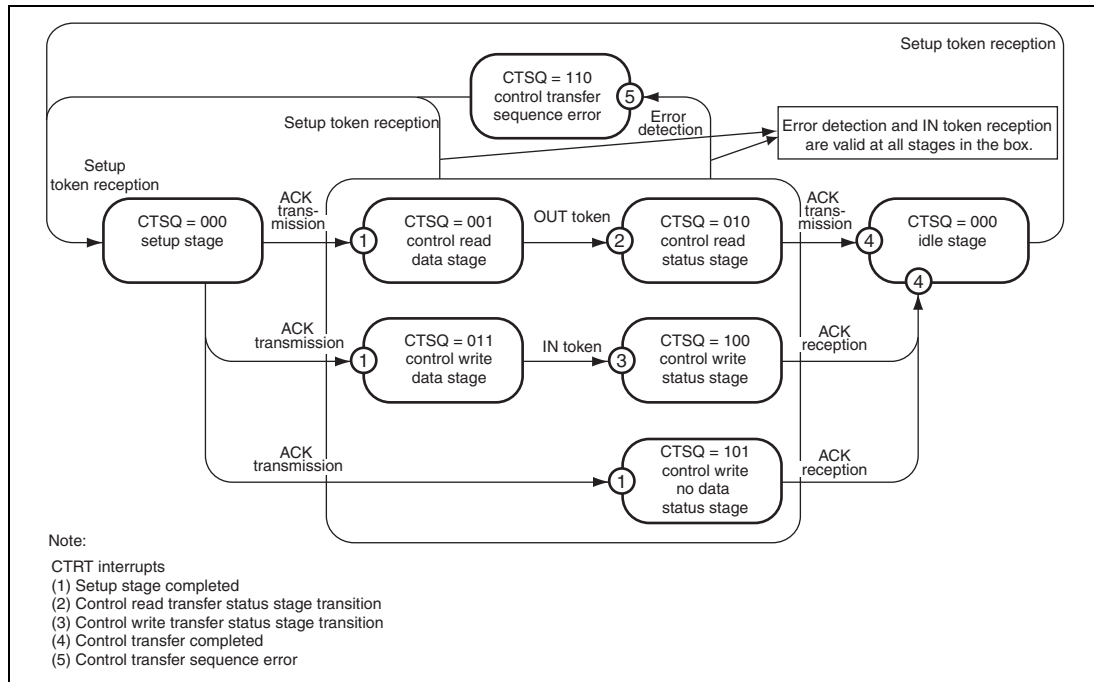 Setup token reception
CTSQ = 110
control transfer
sequence error
5
Setup token reception
Error
detection
Error detection and IN token reception
are valid at all stages in the box.
Setup
token reception
CTSQ = 000
setup stage
ACK
trans-
mission
1
CTSQ = 001
control read
data stage
OUT token
2
CTSQ = 010
control read
status stage
ACK
trans-
mission
4
CTSQ = 000
idle stage
4
ACK
transmission
1
CTSQ = 011
control write
data stage
IN token
3
CTSQ = 100
control write
status stage
ACK
reception
ACK
transmission
1
CTSQ = 101
control write
no data
status stage
ACK
reception
Note:
CTRT interrupts
(1) Setup stage completed
(2) Control read transfer status stage transition
(3) Control write transfer status stage transition
(4) Control transfer completed
(5) Control transfer sequence error